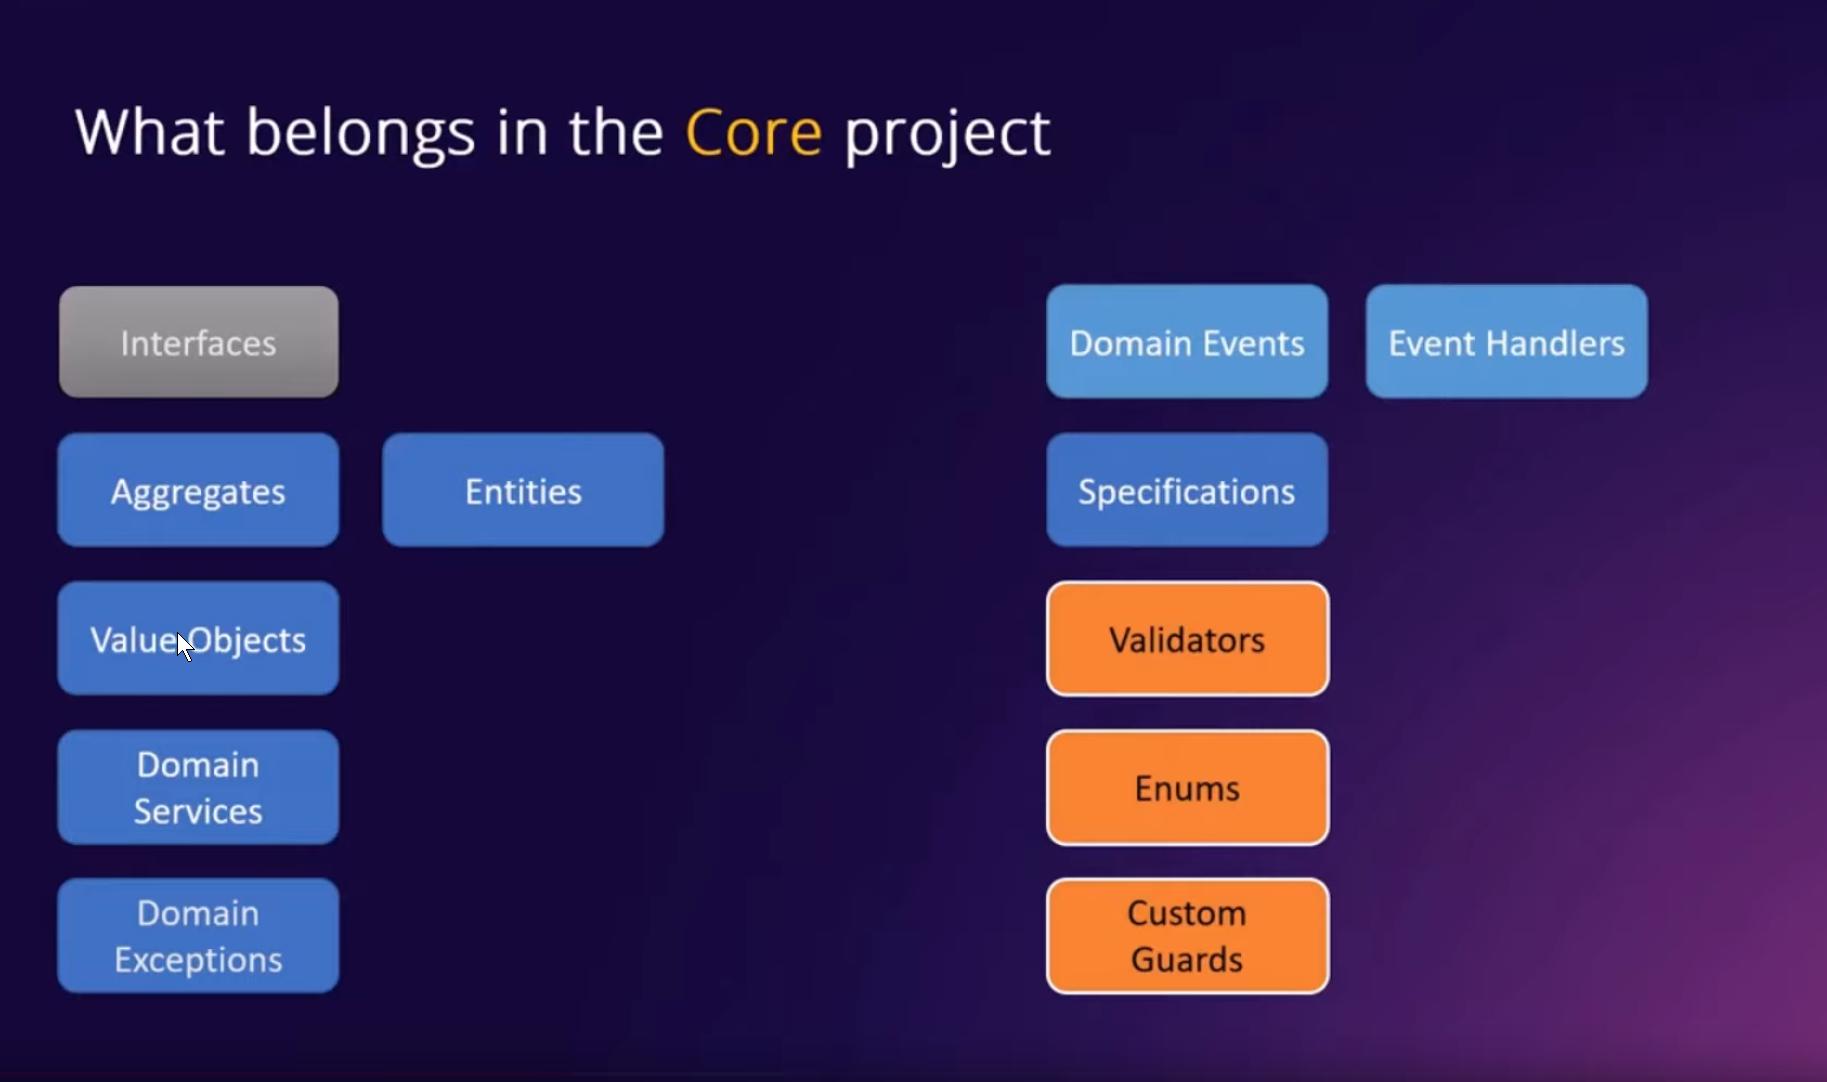 What belongs in the Core project
Interfaces
Aggregates
Entities
Value Objects
Domain
Services
Domain
Exceptions
Domain Events
Event Handlers
Specifications
Validators
Enums
Custom
Guards